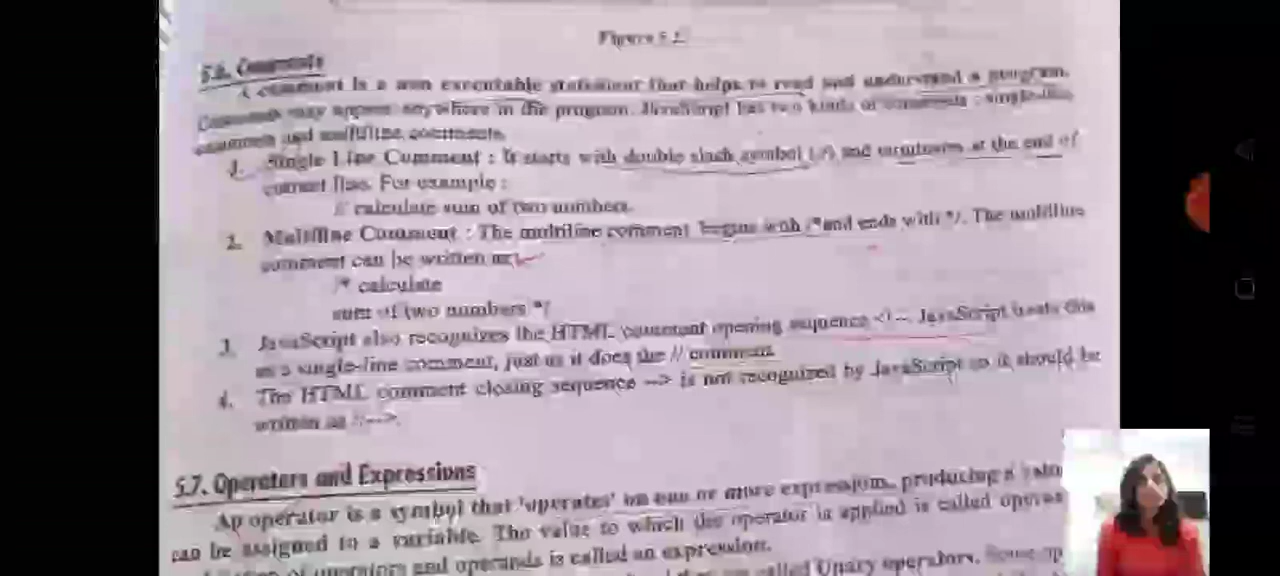 Figure 5.2
5.6. Comments
A comment is a non executable statement that helps to read and understand a program.
Comments may appear anywhere in the program. JavaScript has two kinds of comments : single-line
comments and multiline comments.
1. Single Line Comment : It starts with double slash symbol (//) and terminates at the end of
current line. For example :
// calculate sum of two numbers.
2. Multiline Comment : The multiline comment begins with /* and ends with */. The multiline
comment can be written as
/* calculate
sum of two numbers */
3. JavaScript also recognizes the HTML comment opening sequence <!--. JavaScript treats this
as a single-line comment, just as it does the // comment.
4. The HTML comment closing sequence --> is not recognized by JavaScript so it should be
written as //-->.
5.7. Operators and Expressions
An operator is a symbol that 'operates' on one or more expressions, producing a value
can be assigned to a variable. The value to which the operator is applied is called
of operators and operands is called an expression.
called Unary operators. Some